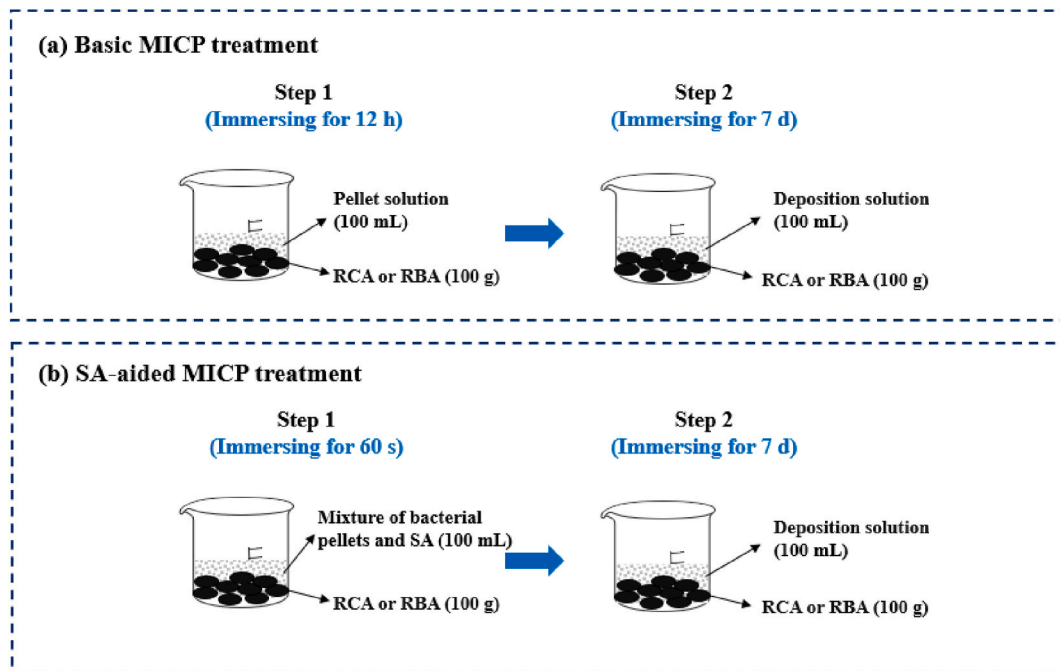 (a) Basic MICP treatment
Step 1
(Immersing for 12 h)
Step 2
(Immersing for 7 d)
Pellet solution
(100 mL)
RCA or RBA (100 g)
Deposition solution
(100 mL)
RCA or RBA (100 g)
(b) SA-aided MICP treatment
Step 1
(Immersing for 60 s)
Step 2
(Immersing for 7 d)
Mixture of bacterial
pellets and SA (100 mL)
RCA or RBA (100 g)
Deposition solution
(100 mL)
RCA or RBA (100 g)